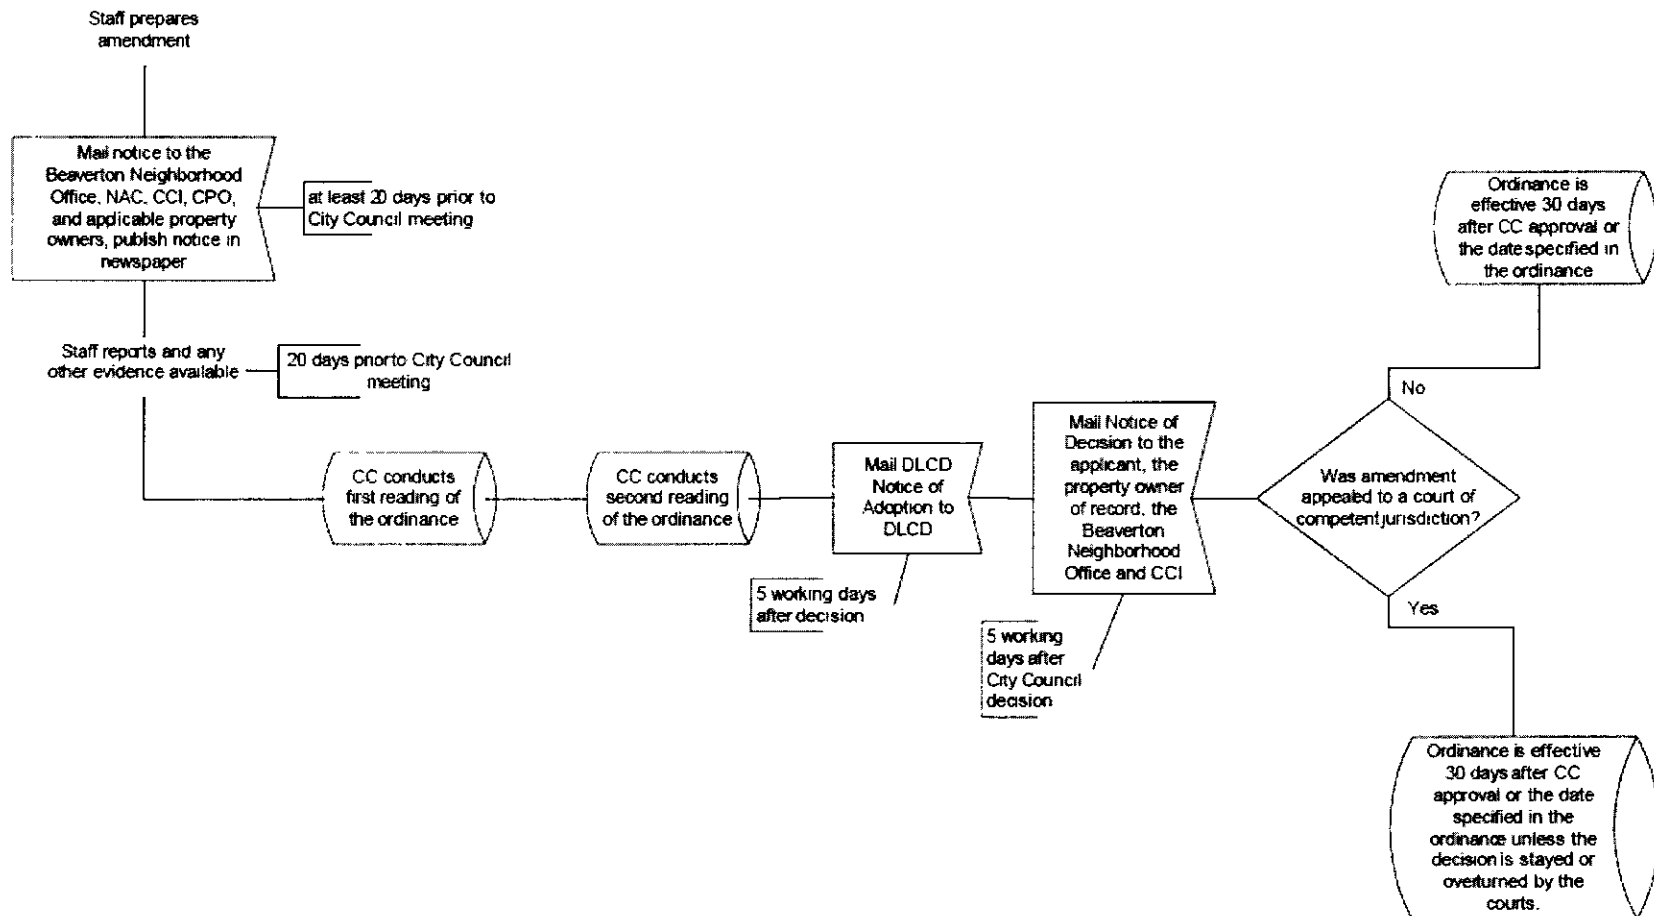 Staff prepares
amendment
Mail notice to the
Beaverton Neighborhood
Office, NAC, CCI, CPO,
and applicable property
owners, publish notice in
newspaper
at least 20 days prior to
City Council meeting
Staff reports and any
other evidence available
20 days prior to City Council
meeting
CC conducts
first reading of
the ordinance
CC conducts
second reading
of the ordinance
Mail DLCD
Notice of
Adoption to
DLCD
5 working days
after decision
Mail Notice of
Decision to the
applicant, the
property owner
of record, the
Beaverton
Neighborhood
Office and CCI
5 working
days after
City Council
decision
Was amendment
appealed to a court of
competent jurisdiction?
No
Ordinance is
effective 30 days
after CC approval or
the date specified in
the ordinance
Yes
Ordinance is effective
30 days after CC
approval or the date
specified in the
ordinance unless the
decision is stayed or
overturned by the
courts.